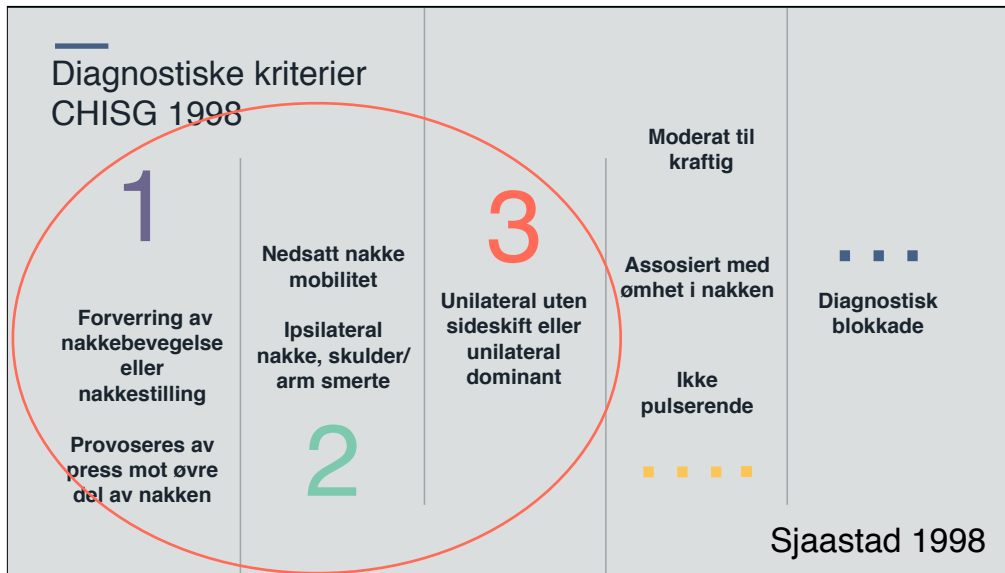 Diagnostiske kriterier
CHISG 1998
1
Forverring av
nakkebevegelse
eller
nakkestilling
Provoseres av
press mot øvre
del av nakken
Nedsatt nakke
mobilitet
Ipsilateral
nakke, skulder/
arm smerte
2
3
Unilateral uten
sideskift eller
unilateral
dominant
Moderat til
kraftig
Assosiert med
ømhet i nakken
Ikke
pulserende
Diagnostisk
blokkade
Sjaastad 1998